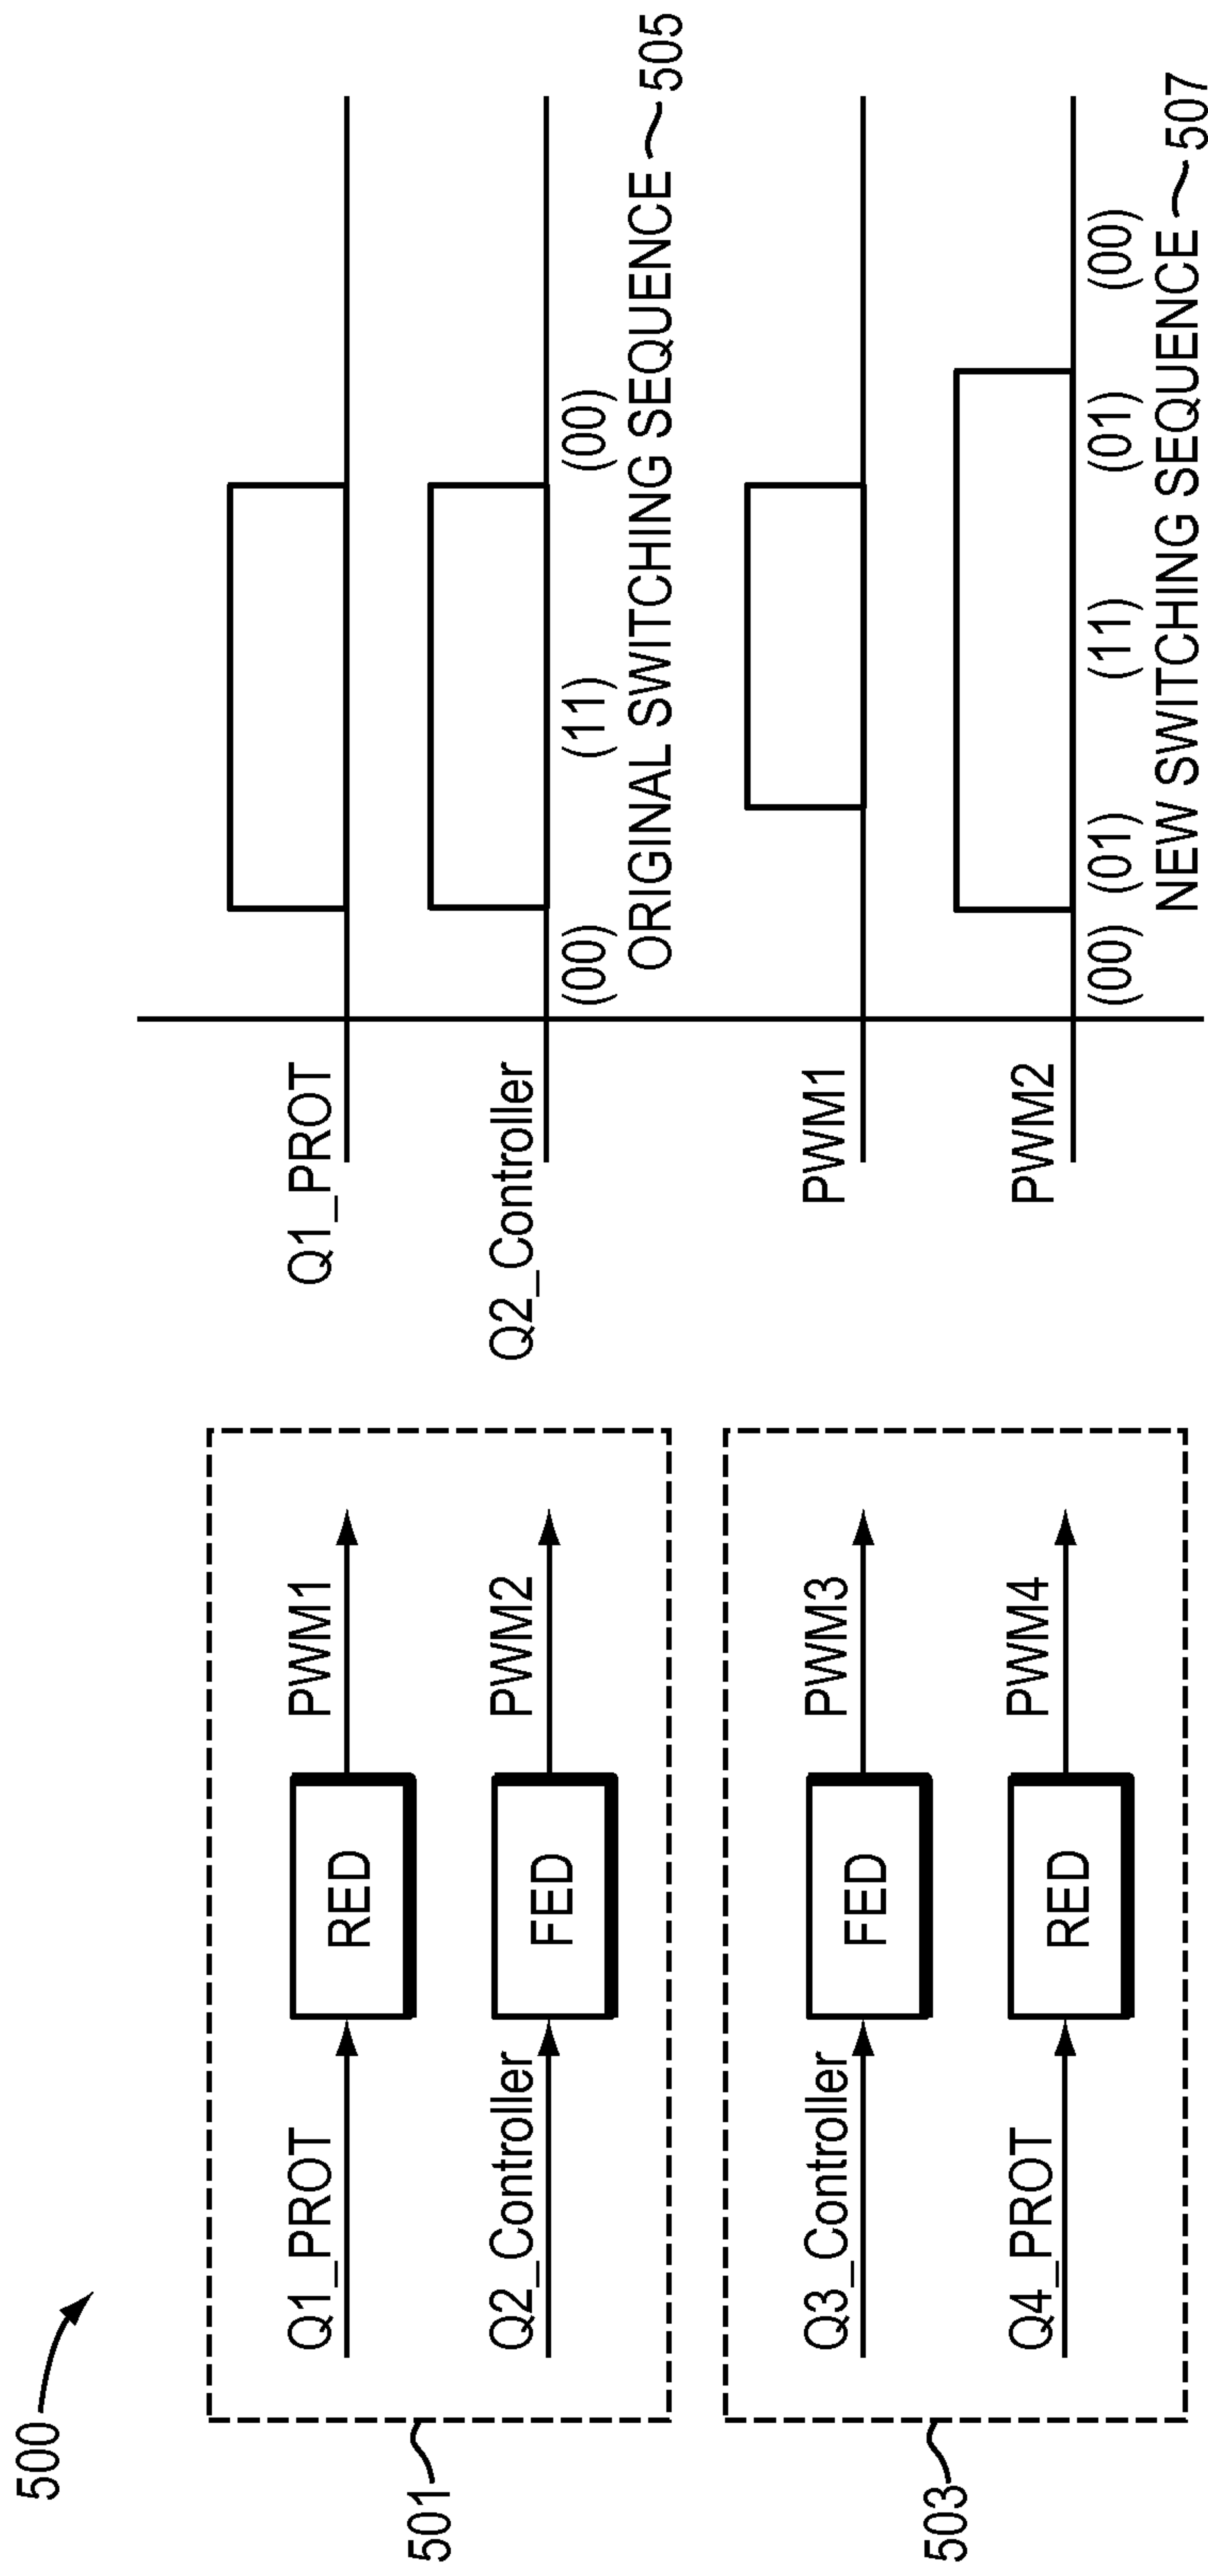 500
501
Q1_PROT
RED
PWM1
Q2_Controller
FED
PWM2
503
Q3_Controller
FED
PWM3
Q4_PROT
RED
PWM4
Q1_PROT
Q2_Controller
(00) (11) (00)
ORIGINAL SWITCHING SEQUENCE 505
PWM1
PWM2
(00) (01) (11) (01) (00)
NEW SWITCHING SEQUENCE 507